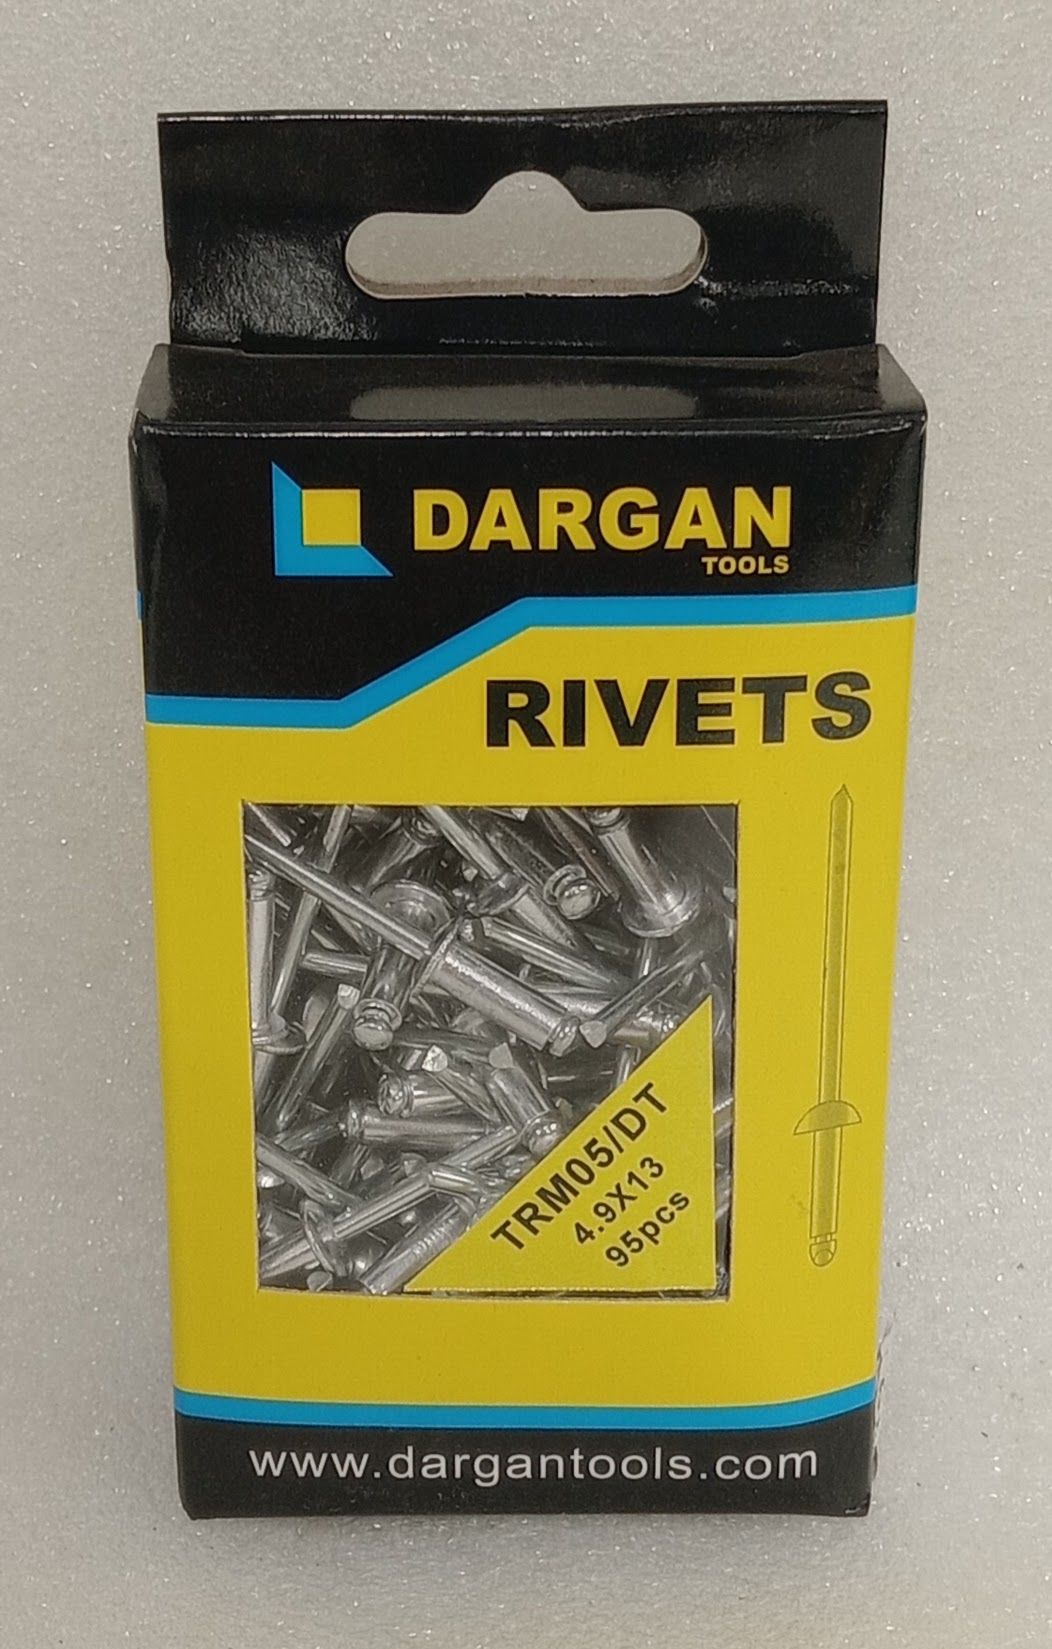 DARGAN
TOOLS
RIVETS
TRM05/DT
4.9X13
95pcs
www.dargantools.com